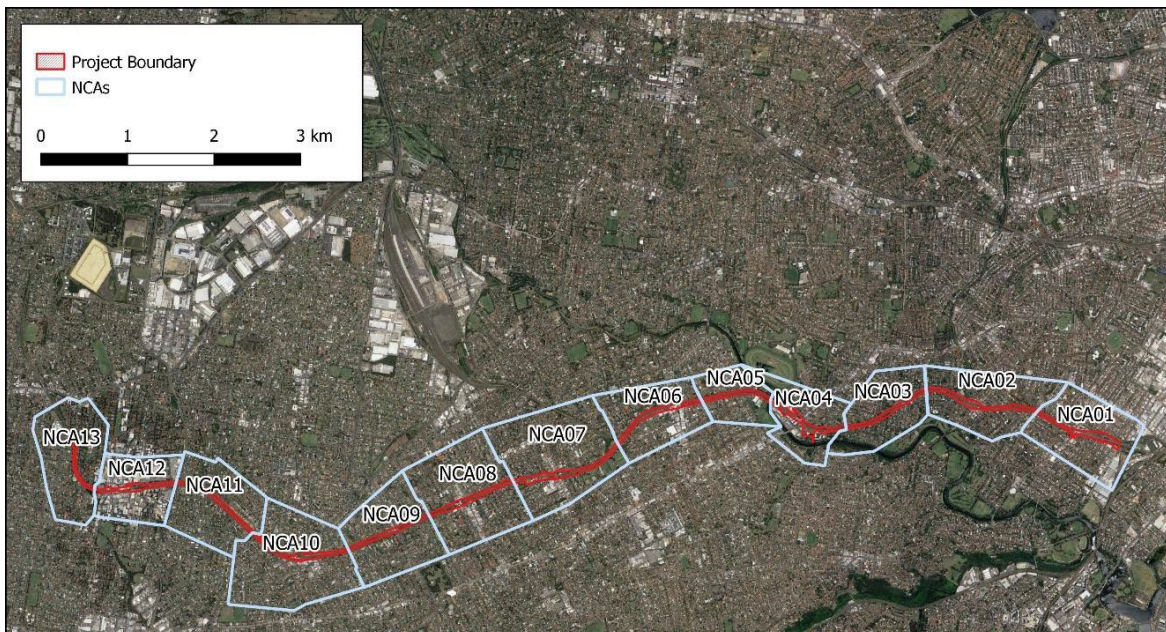 Project Boundary
NCAs
0 1 2 3 km
NCA05
NCA06
NCA04
NCA03
NCA02
NCA01
NCA07
NCA13
NCA12
NCA11
NCA08
NCA09
NCA10